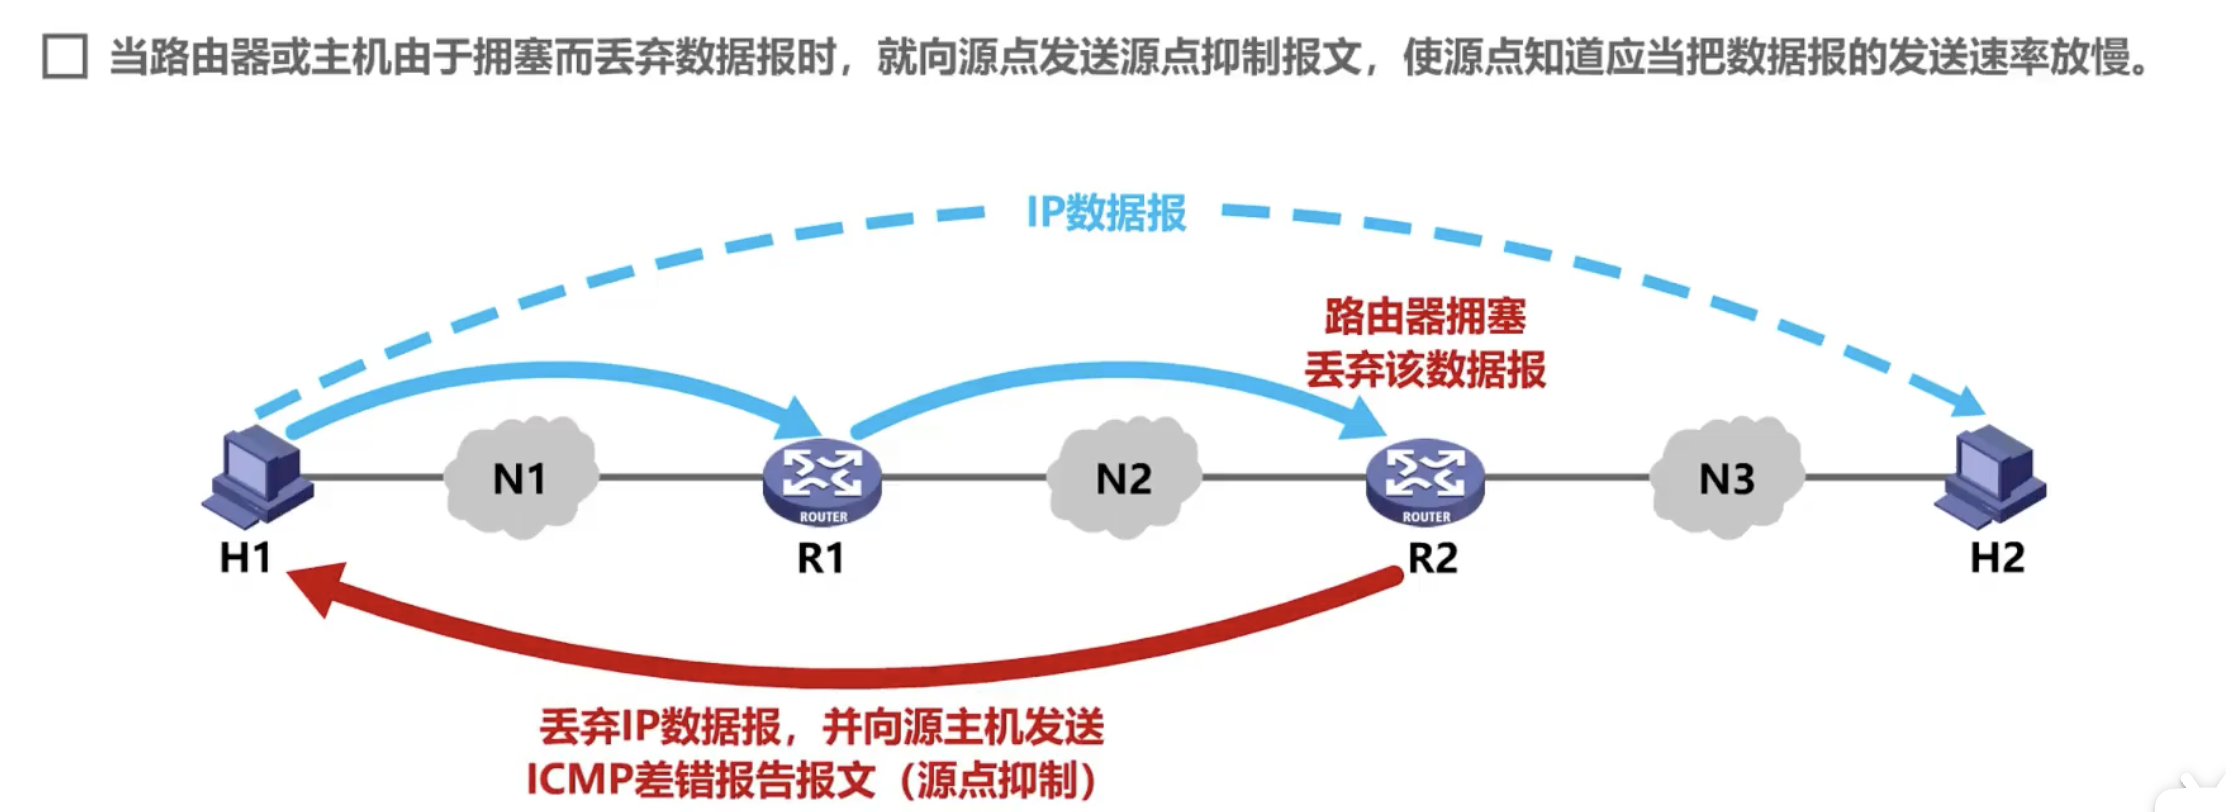 当路由器或主机由于拥塞而丢弃数据报时，就向源点发送源点抑制报文，使源点知道应当把数据报的发送速率放慢。
IP数据报
路由器拥塞
丢弃该数据报
N1
N2
N3
ROUTER
ROUTER
H1
R1
R2
H2
丢弃IP数据报，并向源主机发送
ICMP差错报告报文（源点抑制）